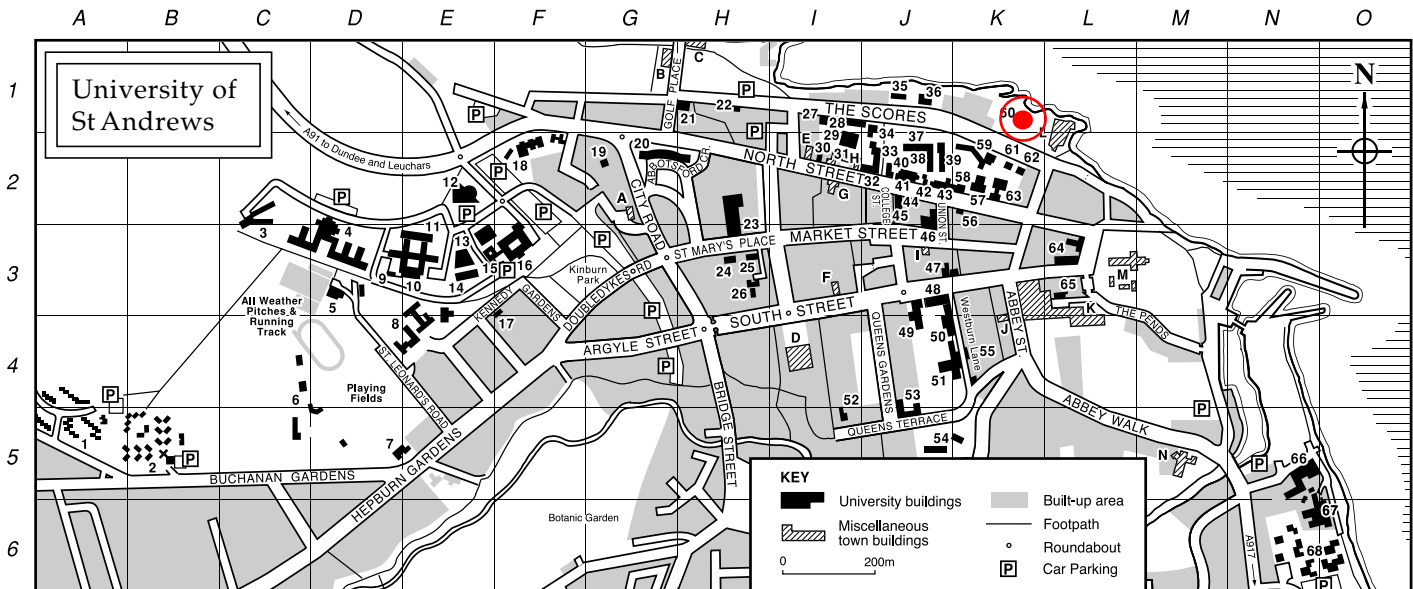 A B C D E F G H I J K L M N O
1
2
3
4
5
6
University of
St Andrews
N
A91 to Dundee and Leuchars
GOLF PLACE
THE SCORES
NORTH STREET
ABBOTSFORD CR.
CITY ROAD
COLLEGE
ST.
UNION ST.
MARKET STREET
ST MARY'S PLACE
DOUBLEDYKES RD
Kinburn
Park
KENNEDY
GARDENS
SOUTH STREET
ARGYLE STREET
QUEENS GARDENS
Westburn Lane
ABBEY ST.
THE PENDS
ABBEY WALK
QUEENS TERRACE
BRIDGE STREET
ST. LEONARD'S ROAD
HEPBURN GARDENS
BUCHANAN GARDENS
All Weather
Pitches &
Running
Track
Playing
Fields
Botanic Garden
A917
B
C
35
36
60
P
22
21
27
28
34
37
L
E
29
30
31
H
33
40
38
39
59
61
62
18
19
20
32
41
42
43
58
57
63
G
12
A
44
45
56
23
3
4
11
13
46
64
9
10
14
15
16
24
25
26
I
47
M
F
5
48
65
K
8
17
49
50
J
D
55
6
51
52
53
54
1
2
7
N
66
67
68
KEY
University buildings
Miscellaneous
town buildings
0 200m
Built-up area
Footpath
Roundabout
P Car Parking